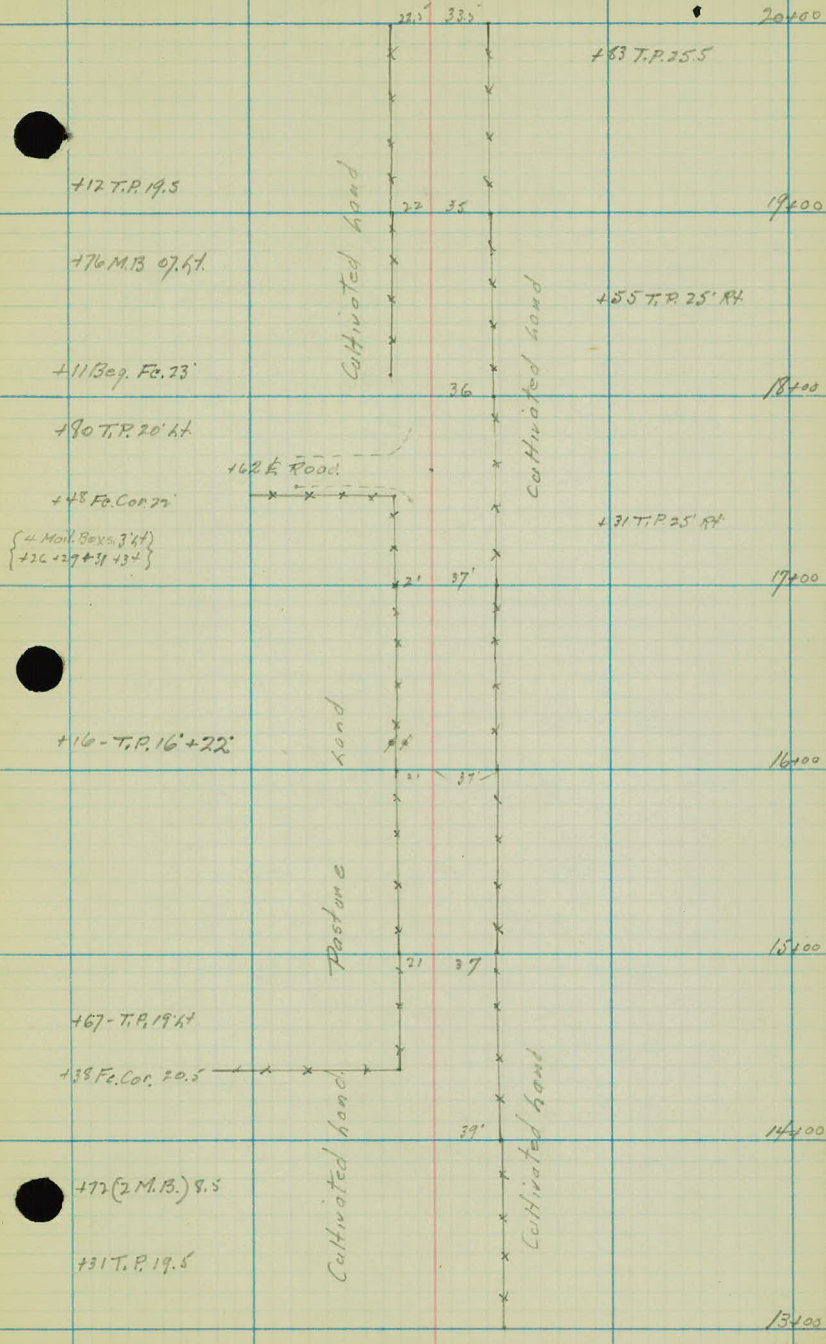 22.5 33.5 20+00
+83 T.P. 25.5
+12 T.P. 19.5
22 35 19+00
+76 M.B 07. Lt.
Cultivated Land
+55 T.P. 25' Rt
Cultivated Land
+11 Beg. Fc. 23'
36 18+00
+80 T.P. 20' Lt
+62 ⅊ Road
+48 Fc. Cor. 22'
+31 T.P. 25' Rt
{4 Mail Boxs. 3' Lt}
{+26 +29 +31 +34}
21' 37' 17+00
+16 - T.P. 16' + 22'
21 37' 16+00
Pasture Land
21 37 15+00
+67 - T.P. 19' Lt
+38 Fc. Cor. 20.5
39' 14+00
Cultivated Land
Cultivated Land
+72 (2 M.B.) 8.5
+31 T.P. 19.5
13+00